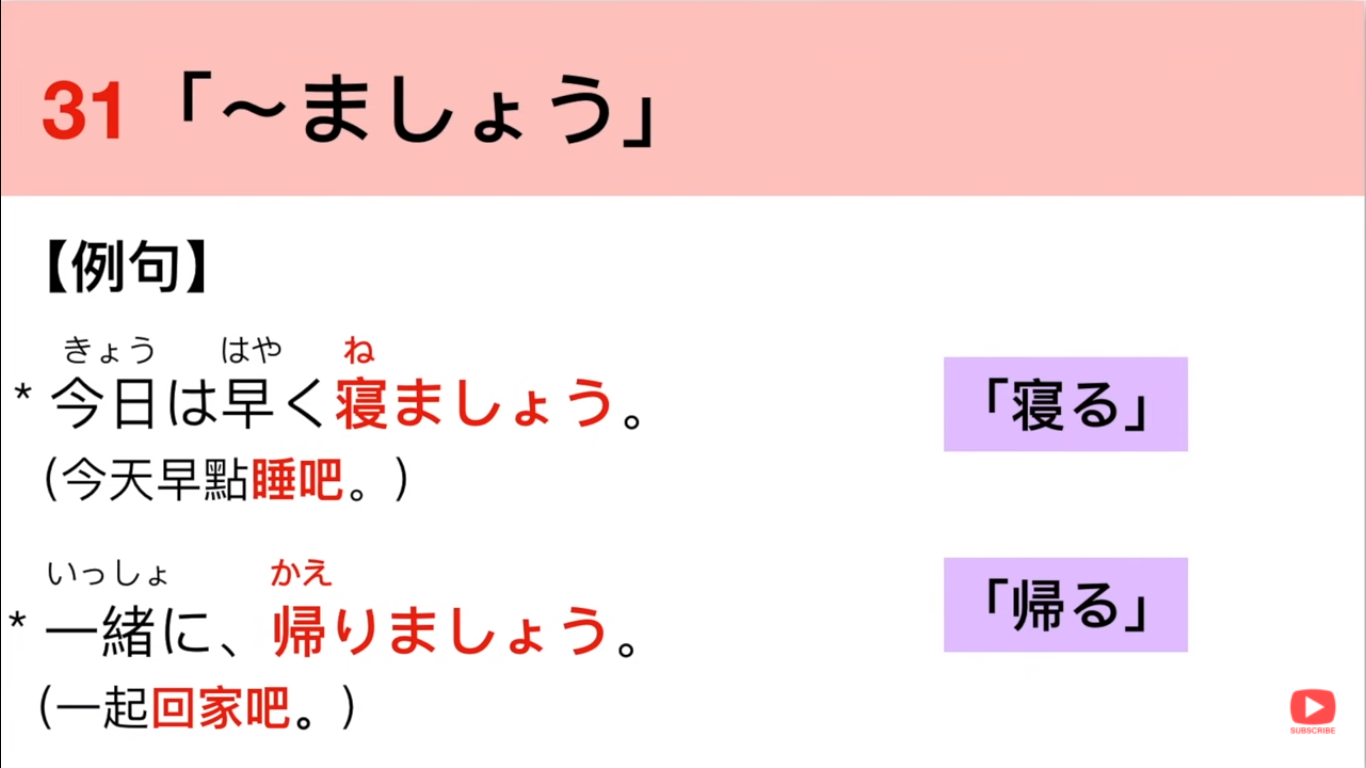 31「～ましょう」
【例句】
きょう はや ね
* 今日は早く寝ましょう。
「寝る」
（今天早點睡吧。）
いっしょ かえ
* 一緒に、帰りましょう。
「帰る」
（一起回家吧。）
SUBSCRIBE